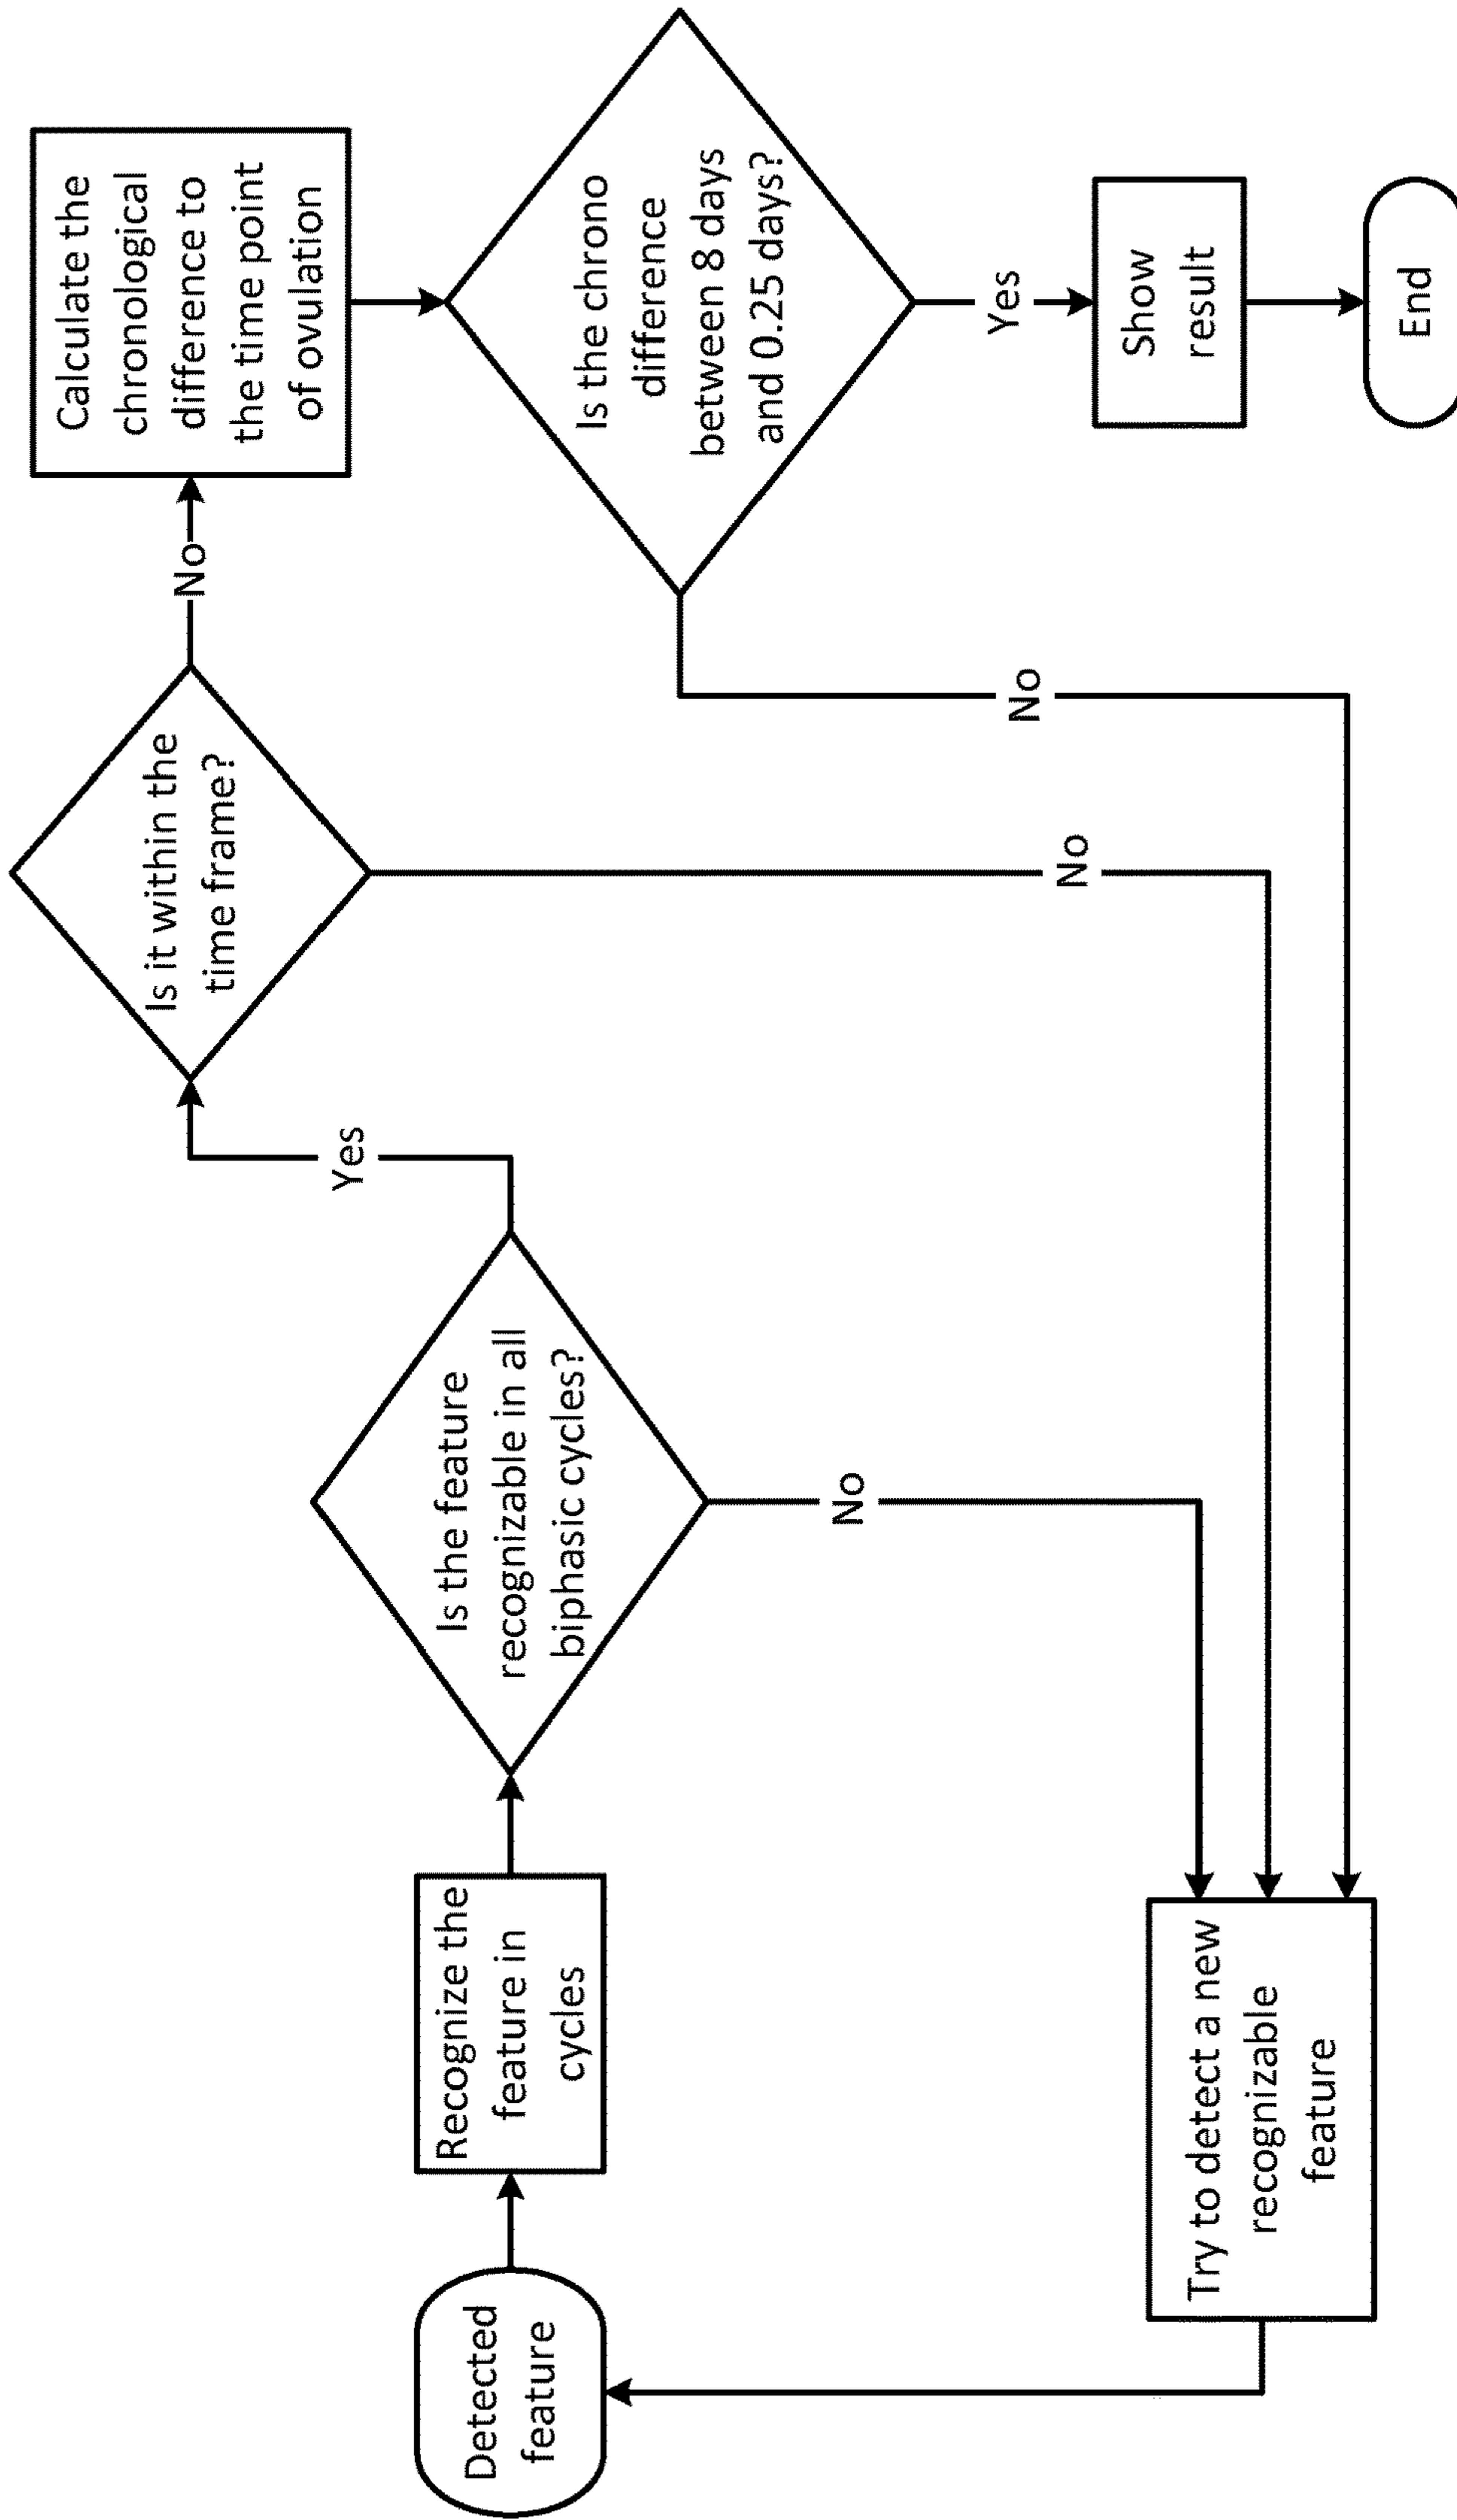 Detected
feature
Recognize the
feature in
cycles
Is the feature
recognizable in all
biphasic cycles?
Yes
No
Is it within the
time frame?
No
No
Calculate the
chronological
difference to
the time point
of ovulation
Is the chrono
difference
between 8 days
and 0.25 days?
No
Yes
Show
result
End
Try to detect a new
recognizable
feature